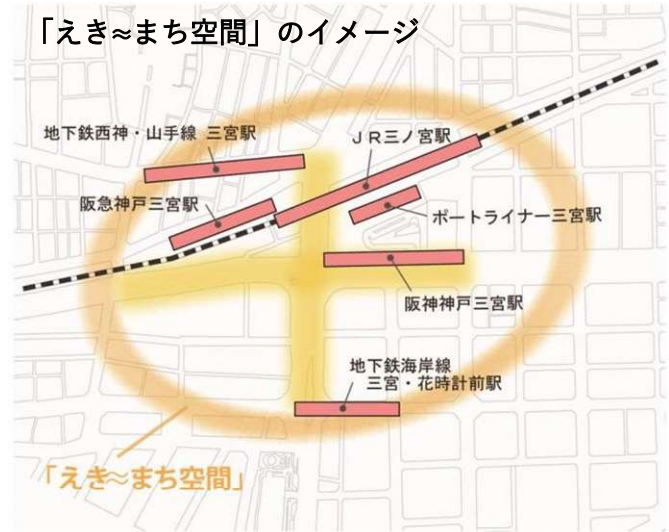 「えき≈まち空間」のイメージ
地下鉄西神・山手線 三宮駅
JR三ノ宮駅
阪急神戸三宮駅
ポートライナー三宮駅
阪神神戸三宮駅
地下鉄海岸線
三宮・花時計前駅
「えき≈まち空間」